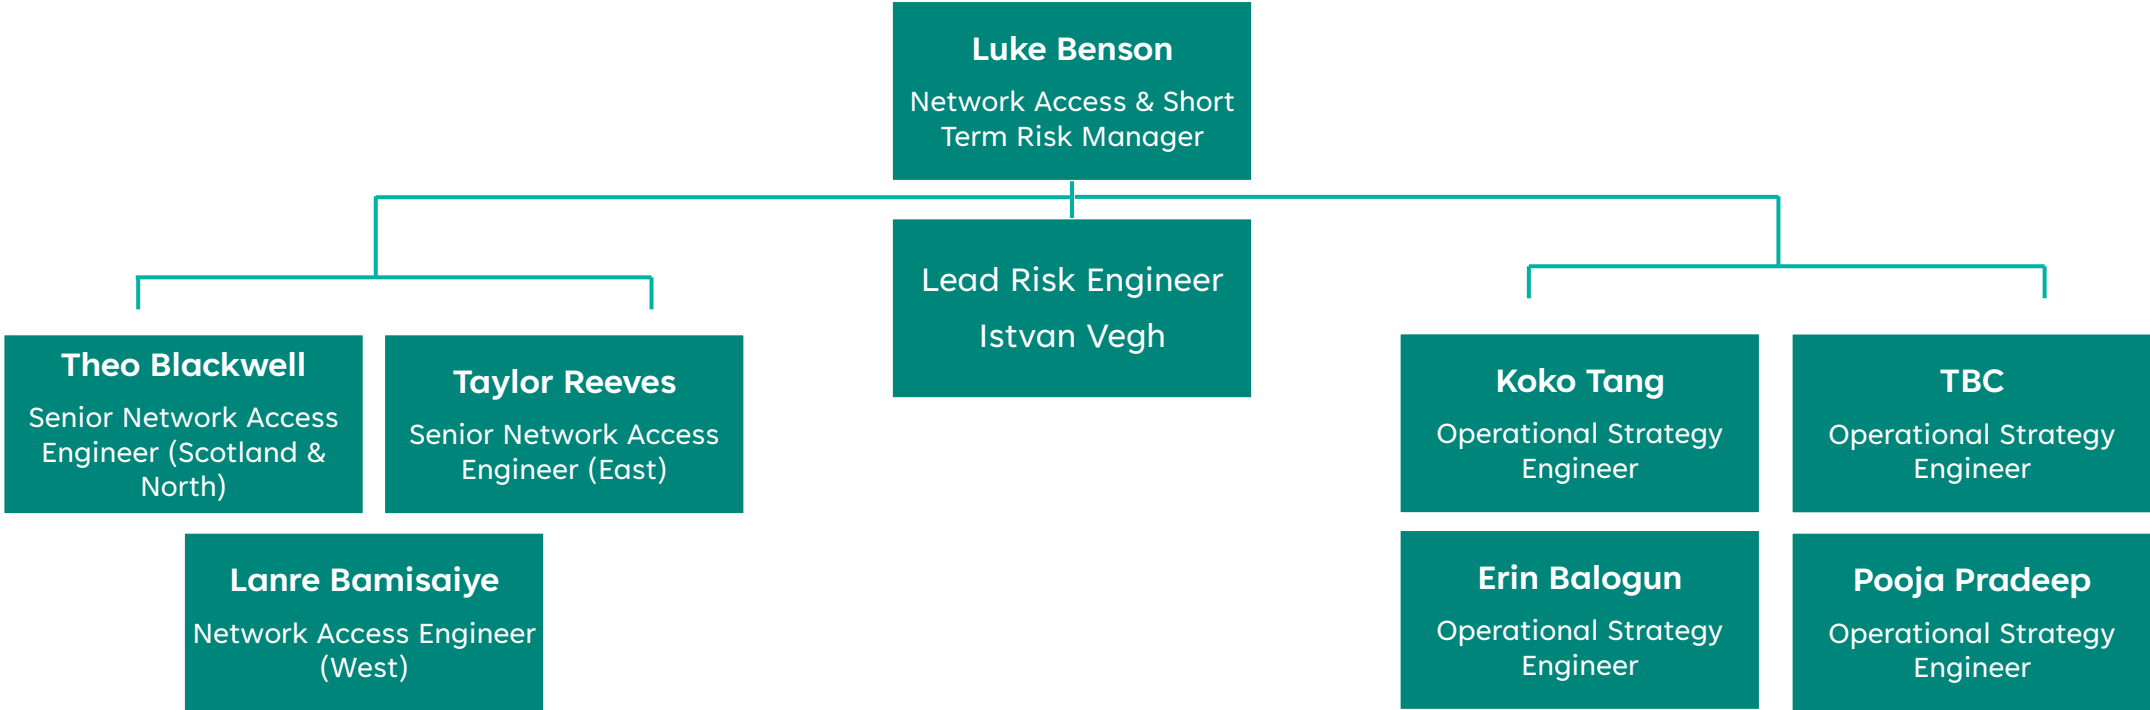 Luke Benson
Network Access & Short
Term Risk Manager
Lead Risk Engineer
Istvan Vegh
Theo Blackwell
Senior Network Access
Engineer (Scotland &
North)
Taylor Reeves
Senior Network Access
Engineer (East)
Lanre Bamisaiye
Network Access Engineer
(West)
Koko Tang
Operational Strategy
Engineer
TBC
Operational Strategy
Engineer
Erin Balogun
Operational Strategy
Engineer
Pooja Pradeep
Operational Strategy
Engineer